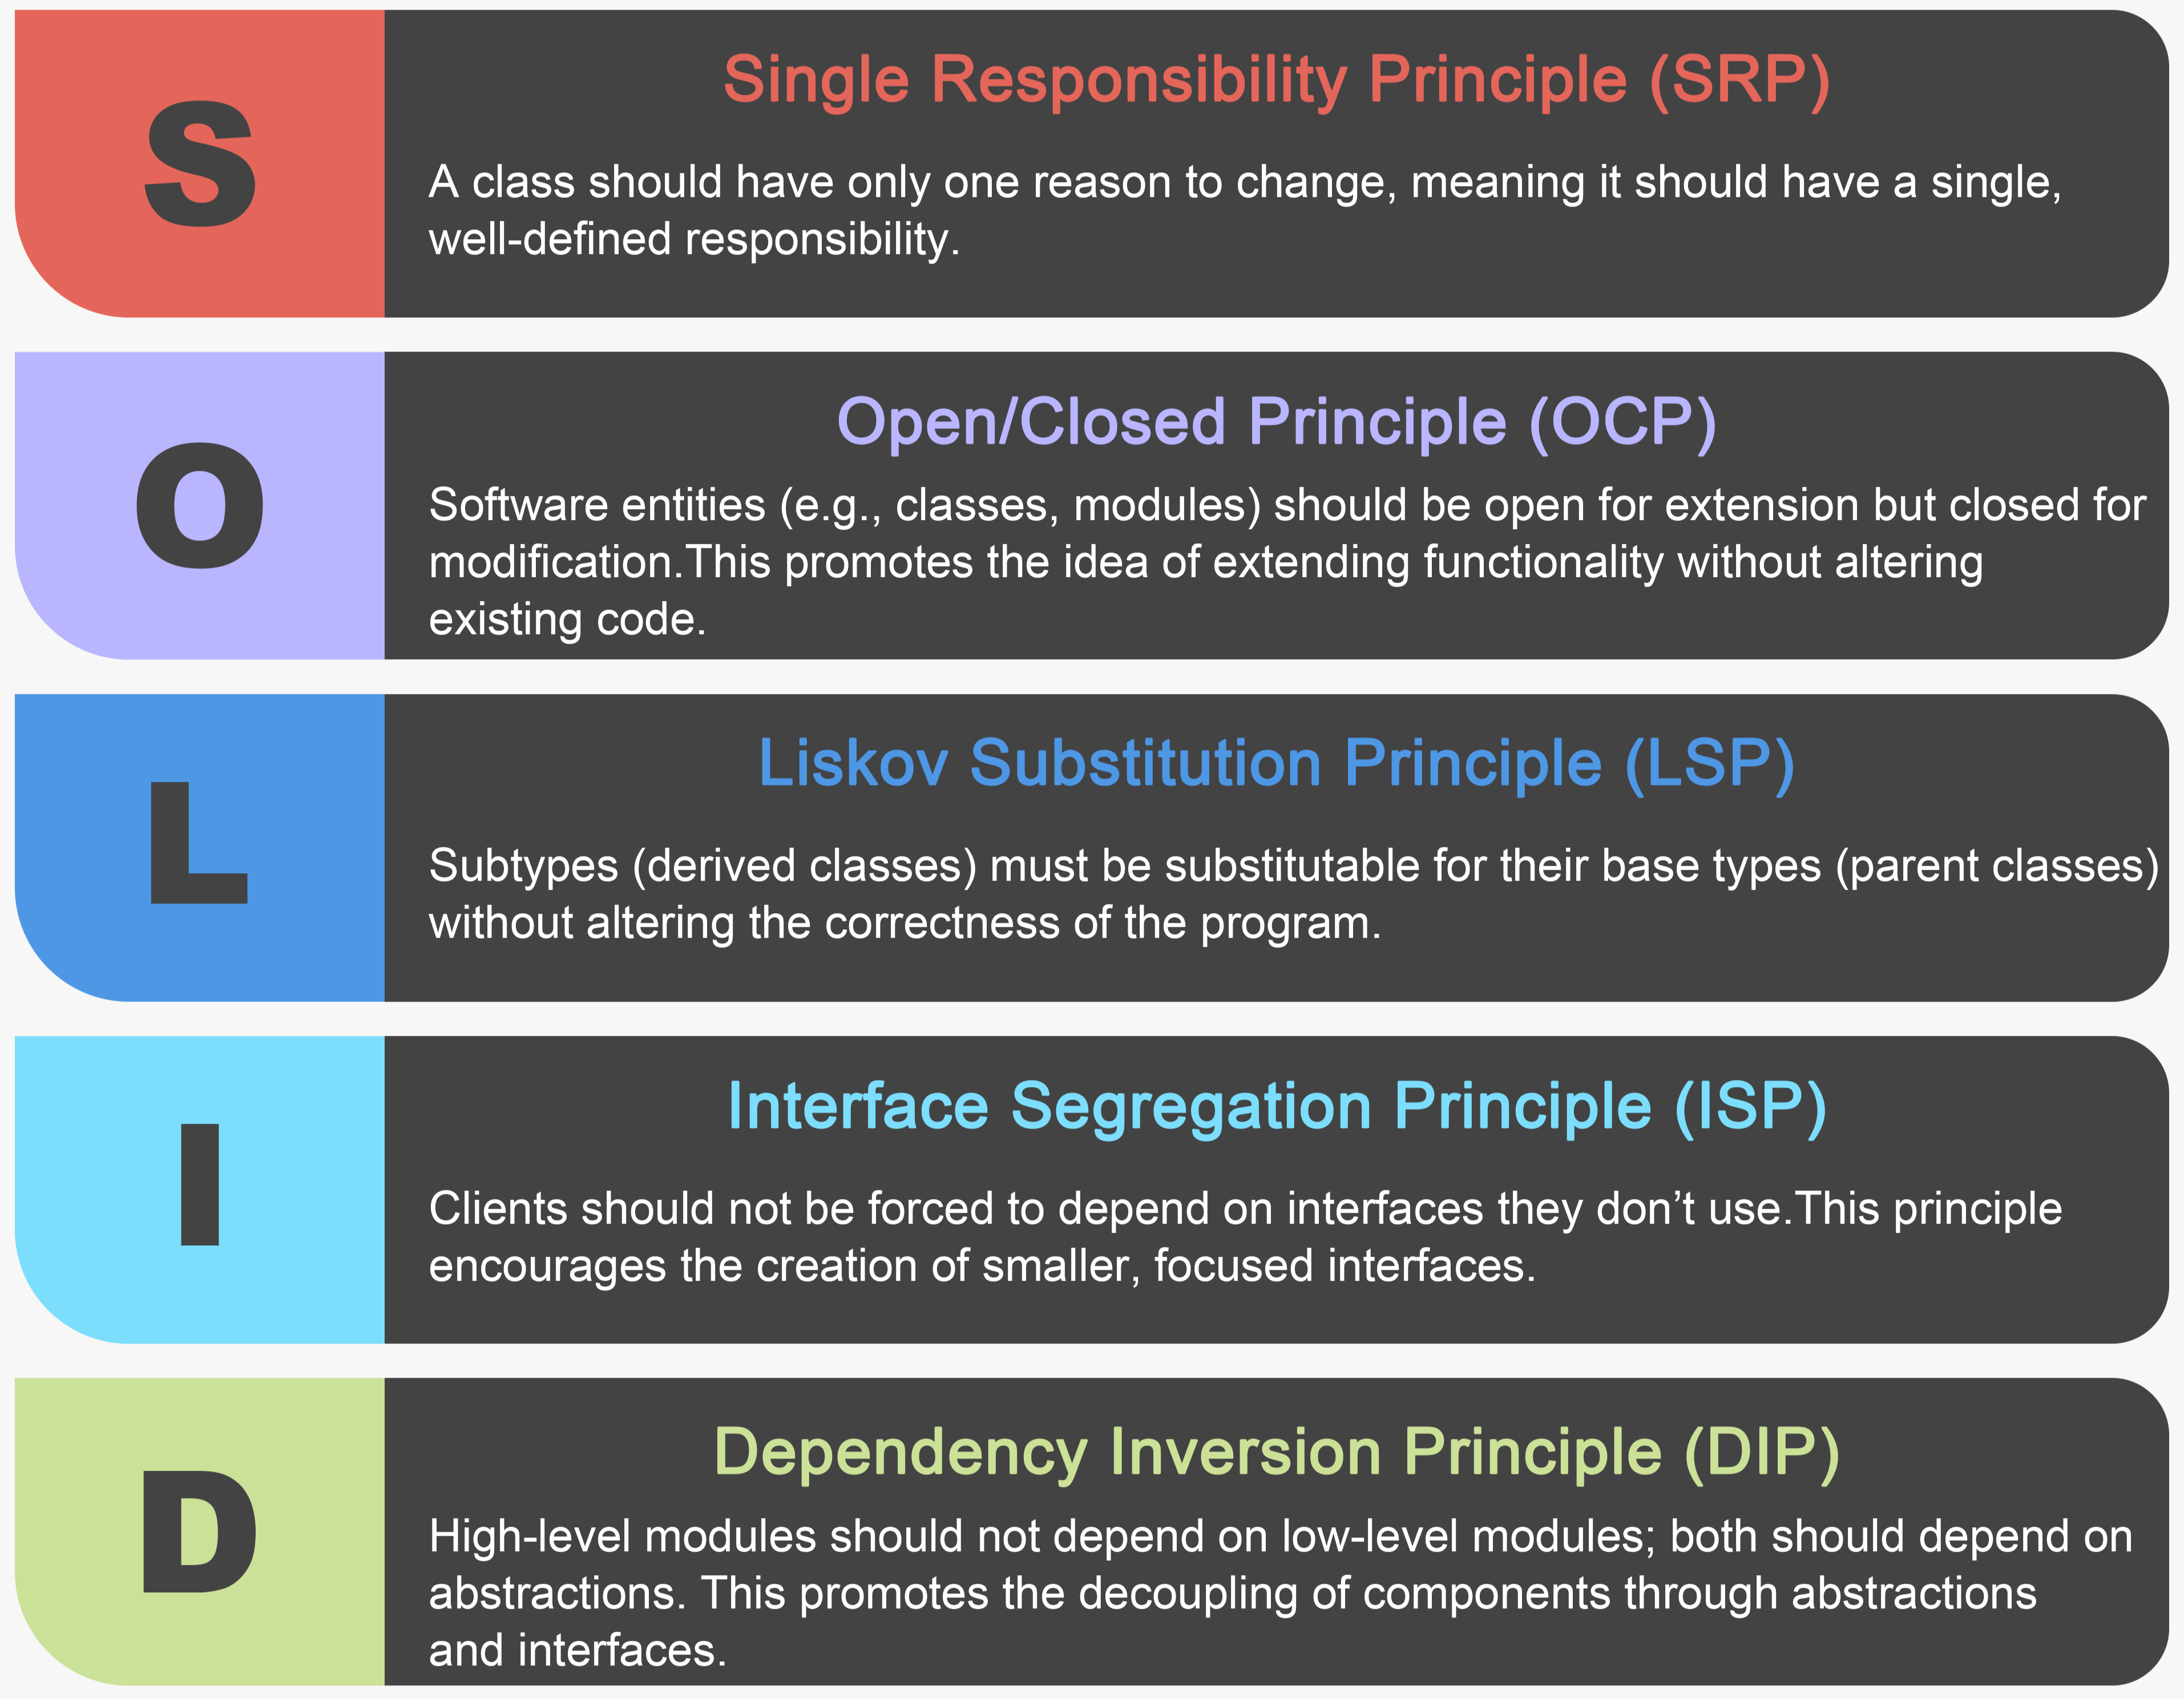 S
Single Responsibility Principle (SRP)
A class should have only one reason to change, meaning it should have a single,
well-defined responsibility.
O
Open/Closed Principle (OCP)
Software entities (e.g., classes, modules) should be open for extension but closed for
modification.This promotes the idea of extending functionality without altering
existing code.
L
Liskov Substitution Principle (LSP)
Subtypes (derived classes) must be substitutable for their base types (parent classes)
without altering the correctness of the program.
I
Interface Segregation Principle (ISP)
Clients should not be forced to depend on interfaces they don’t use.This principle
encourages the creation of smaller, focused interfaces.
D
Dependency Inversion Principle (DIP)
High-level modules should not depend on low-level modules; both should depend on
abstractions. This promotes the decoupling of components through abstractions
and interfaces.